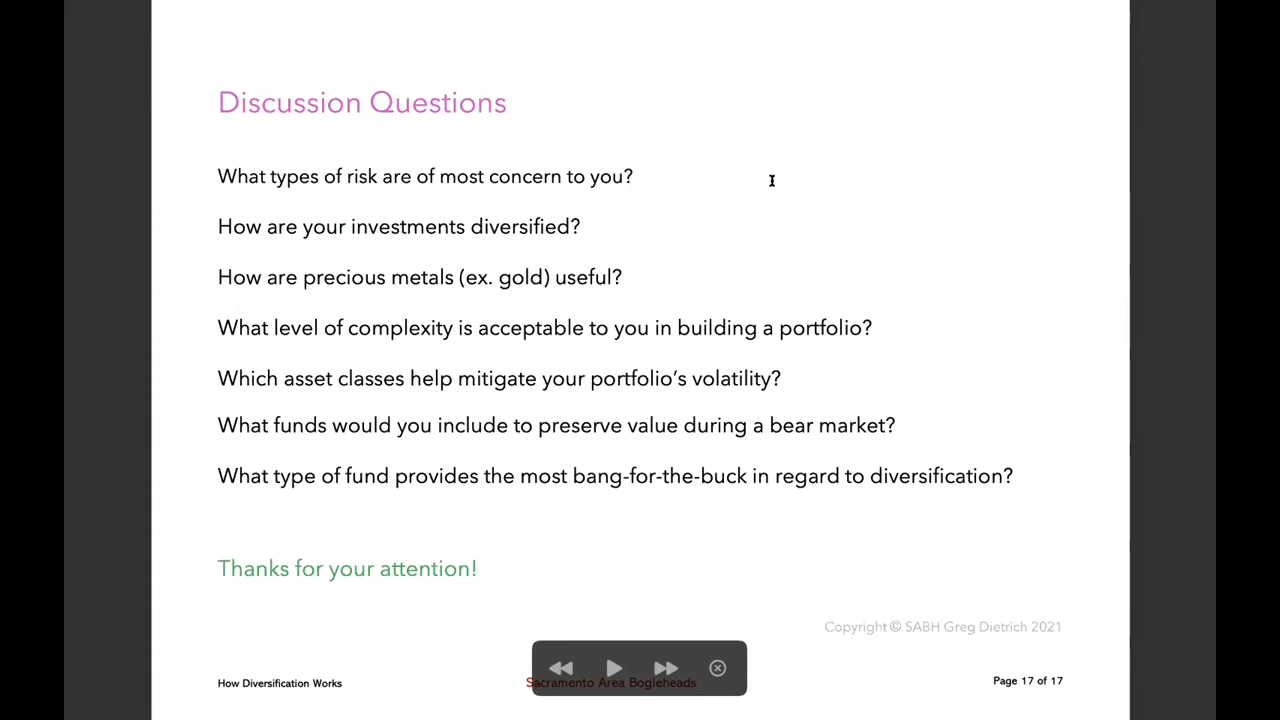 Discussion Questions
What types of risk are of most concern to you?
How are your investments diversified?
How are precious metals (ex. gold) useful?
What level of complexity is acceptable to you in building a portfolio?
Which asset classes help mitigate your portfolio's volatility?
What funds would you include to preserve value during a bear market?
What type of fund provides the most bang-for-the-buck in regard to diversification?
Thanks for your attention!
Copyright © SABH Greg Dietrich 2021
How Diversification Works
Sacramento Area Bogleheads
Page 17 of 17